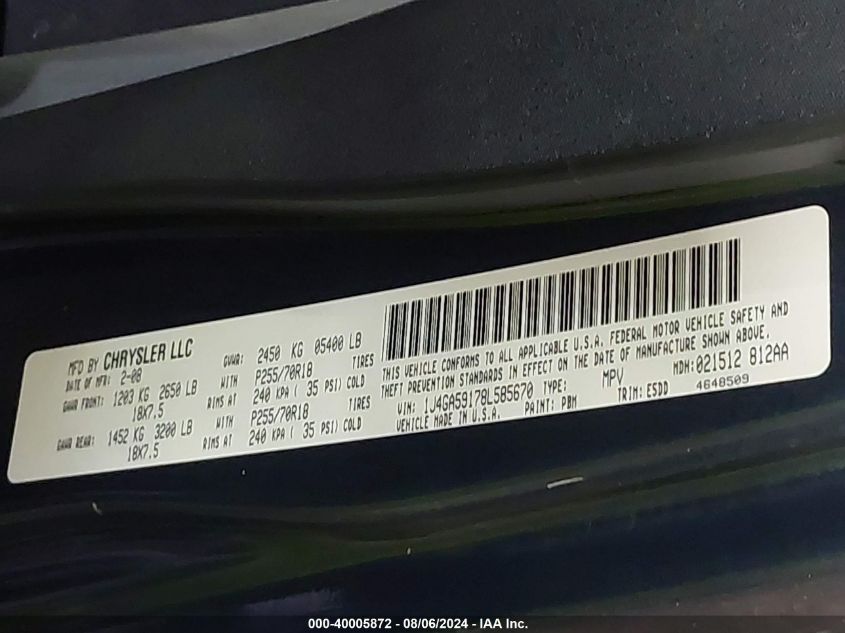 MFD BY CHRYSLER LLC
DATE OF MFR: 2-08 GVWR: 2450 KG 05400 LB
GAWR FRONT: 1203 KG 2650 LB WITH P255/70R18 TIRES
18X7.5 RIMS AT 240 KPA ( 35 PSI) COLD
GAWR REAR: 1452 KG 3200 LB WITH P255/70R18 TIRES
18X7.5 RIMS AT 240 KPA ( 35 PSI) COLD
THIS VEHICLE CONFORMS TO ALL APPLICABLE U.S.A. FEDERAL MOTOR VEHICLE SAFETY AND
THEFT PREVENTION STANDARDS IN EFFECT ON THE DATE OF MANUFACTURE SHOWN ABOVE.
VIN: 1J4GA59178L585670 TYPE: MPV MDH:021512 812AA
VEHICLE MADE IN U.S.A. PAINT: PBM TRIM: ESDD 4648509
000-40005872 - 08/06/2024 - IAA Inc.